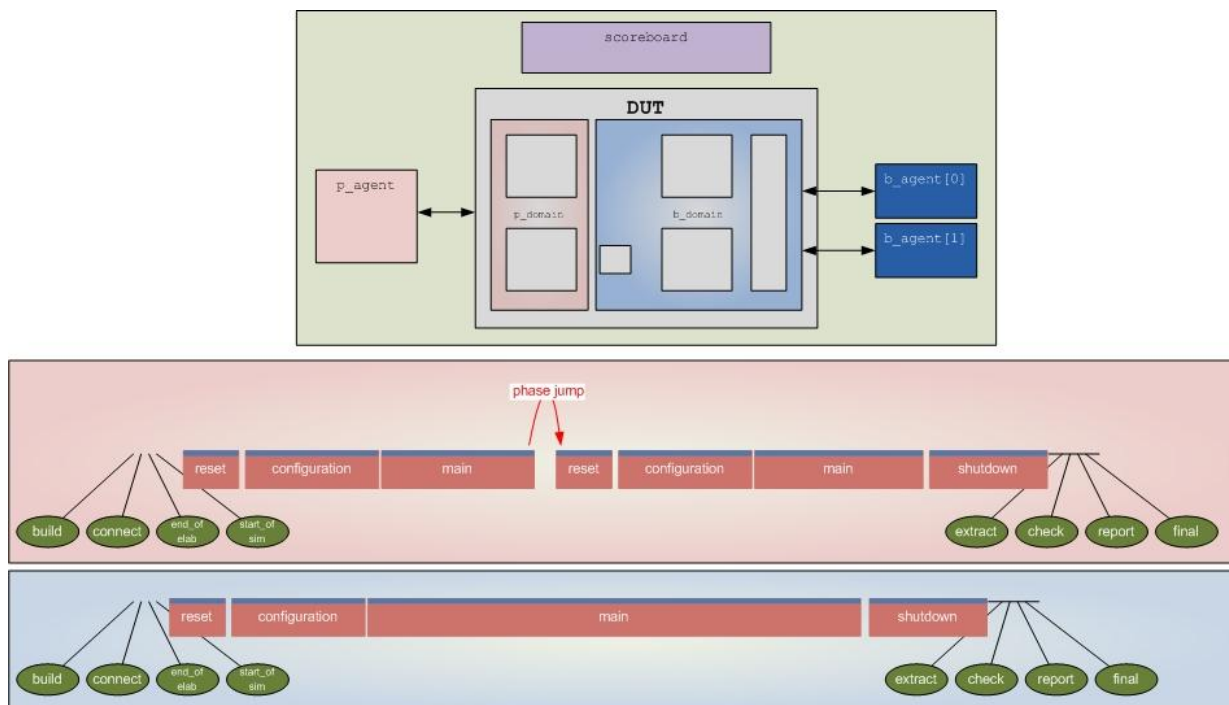 scoreboard
DUT
p_agent
p_domain
b_domain
b_agent[0]
b_agent[1]
phase jump
reset
configuration
main
reset
configuration
main
shutdown
build
connect
end_of
elab
start_of
sim
extract
check
report
final
reset
configuration
main
shutdown
build
connect
end_of
elab
start_of
sim
extract
check
report
final